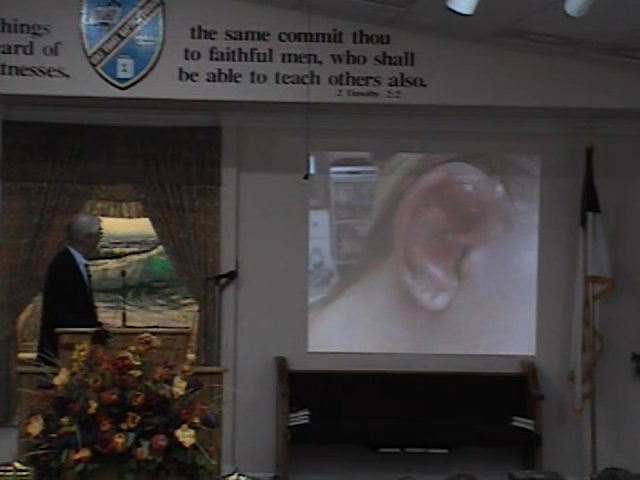 things
the same commit thou
ard of
to faithful men, who shall
tnesses.
be able to teach others also.
2 Timothy 2:2